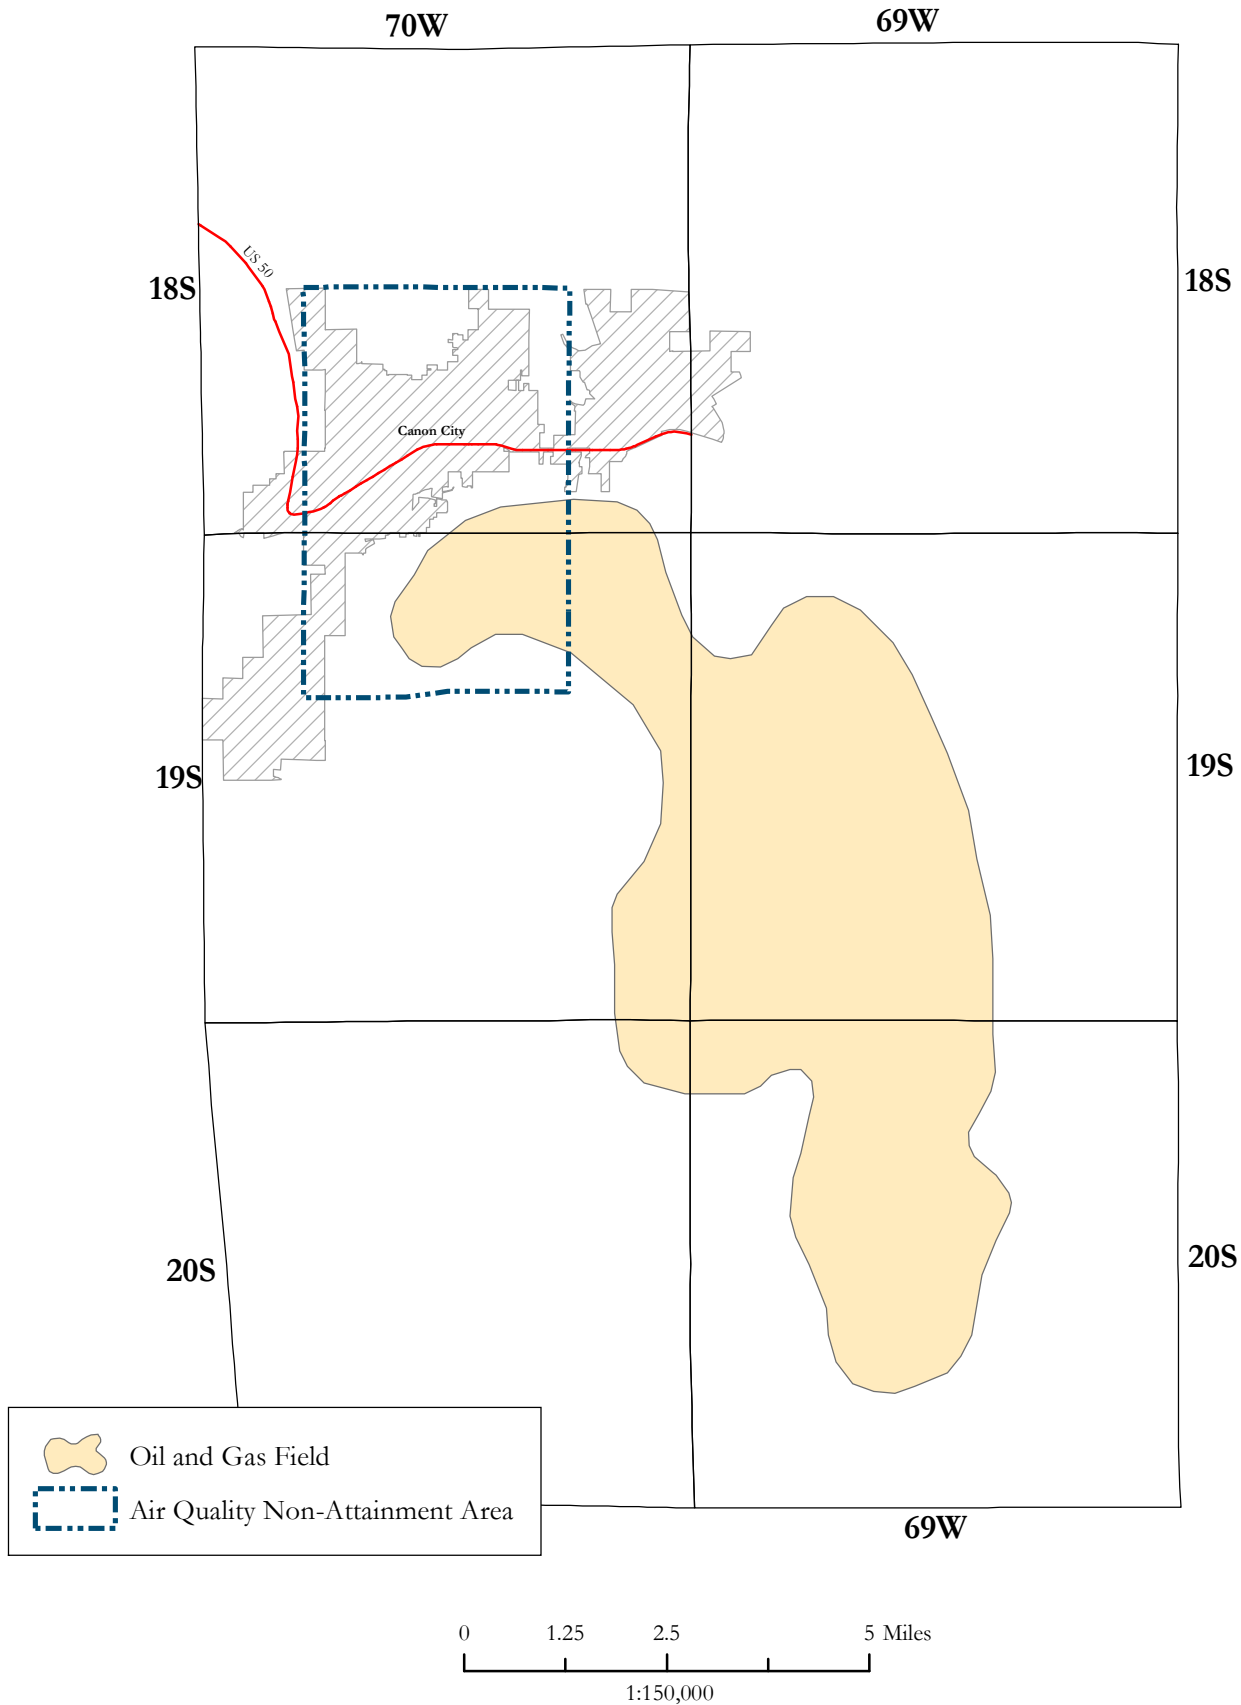 70W
69W
US 50
18S
18S
Canon City
19S
19S
20S
20S
Oil and Gas Field
Air Quality Non-Attainment Area
69W
0 1.25 2.5 5 Miles
1:150,000